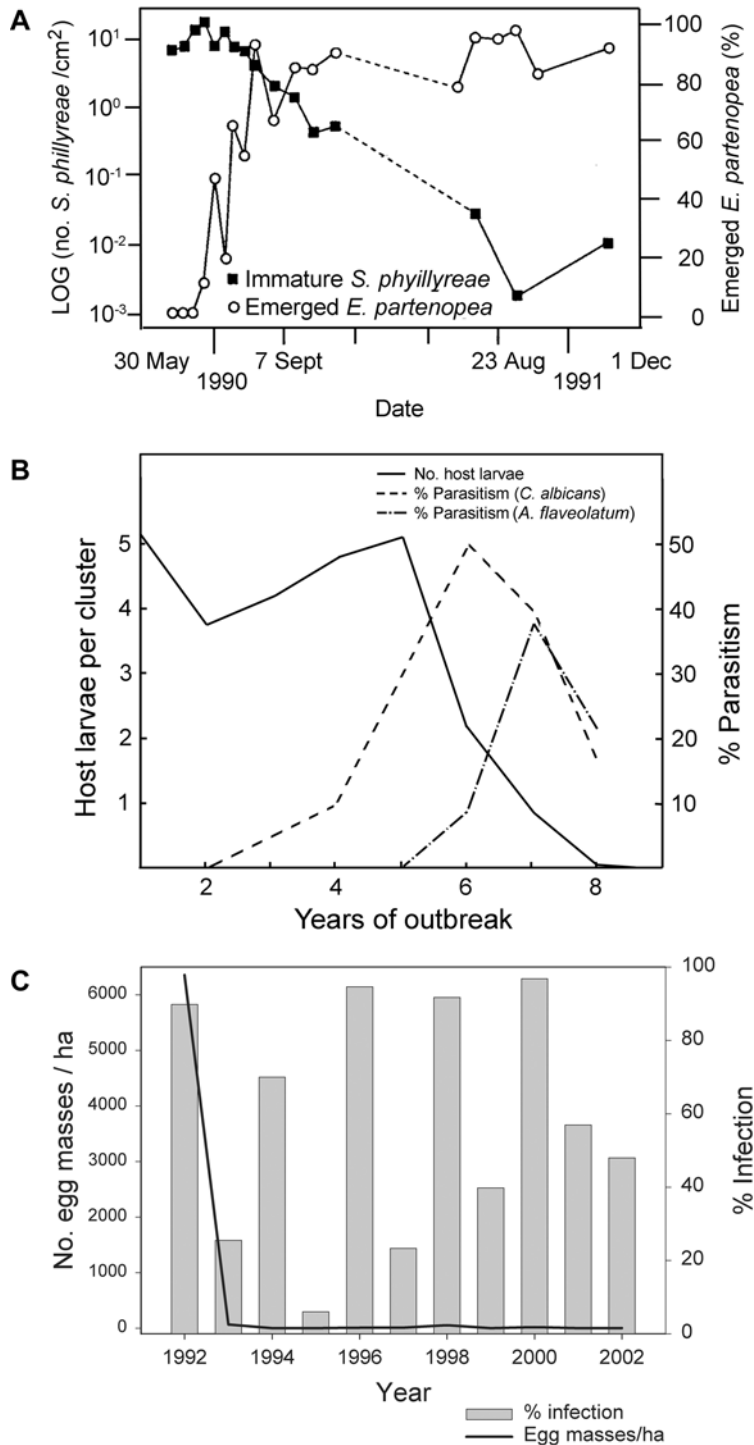 A
LOG (no. S. phillyreae /cm²)
10¹
10⁰
10⁻¹
10⁻²
10⁻³
100
80
60
40
20
0
Emerged E. partenopea (%)
Immature S. phyillyreae
Emerged E. partenopea
30 May
7 Sept
23 Aug
1 Dec
1990
1991
Date
B
No. host larvae
% Parasitism (C. albicans)
% Parasitism (A. flaveolatum)
Host larvae per cluster
5
4
3
2
1
50
40
30
20
10
% Parasitism
2
4
6
8
Years of outbreak
C
No. egg masses / ha
6000
5000
4000
3000
2000
1000
0
100
80
60
40
20
0
% Infection
1992
1994
1996
1998
2000
2002
Year
% infection
Egg masses/ha